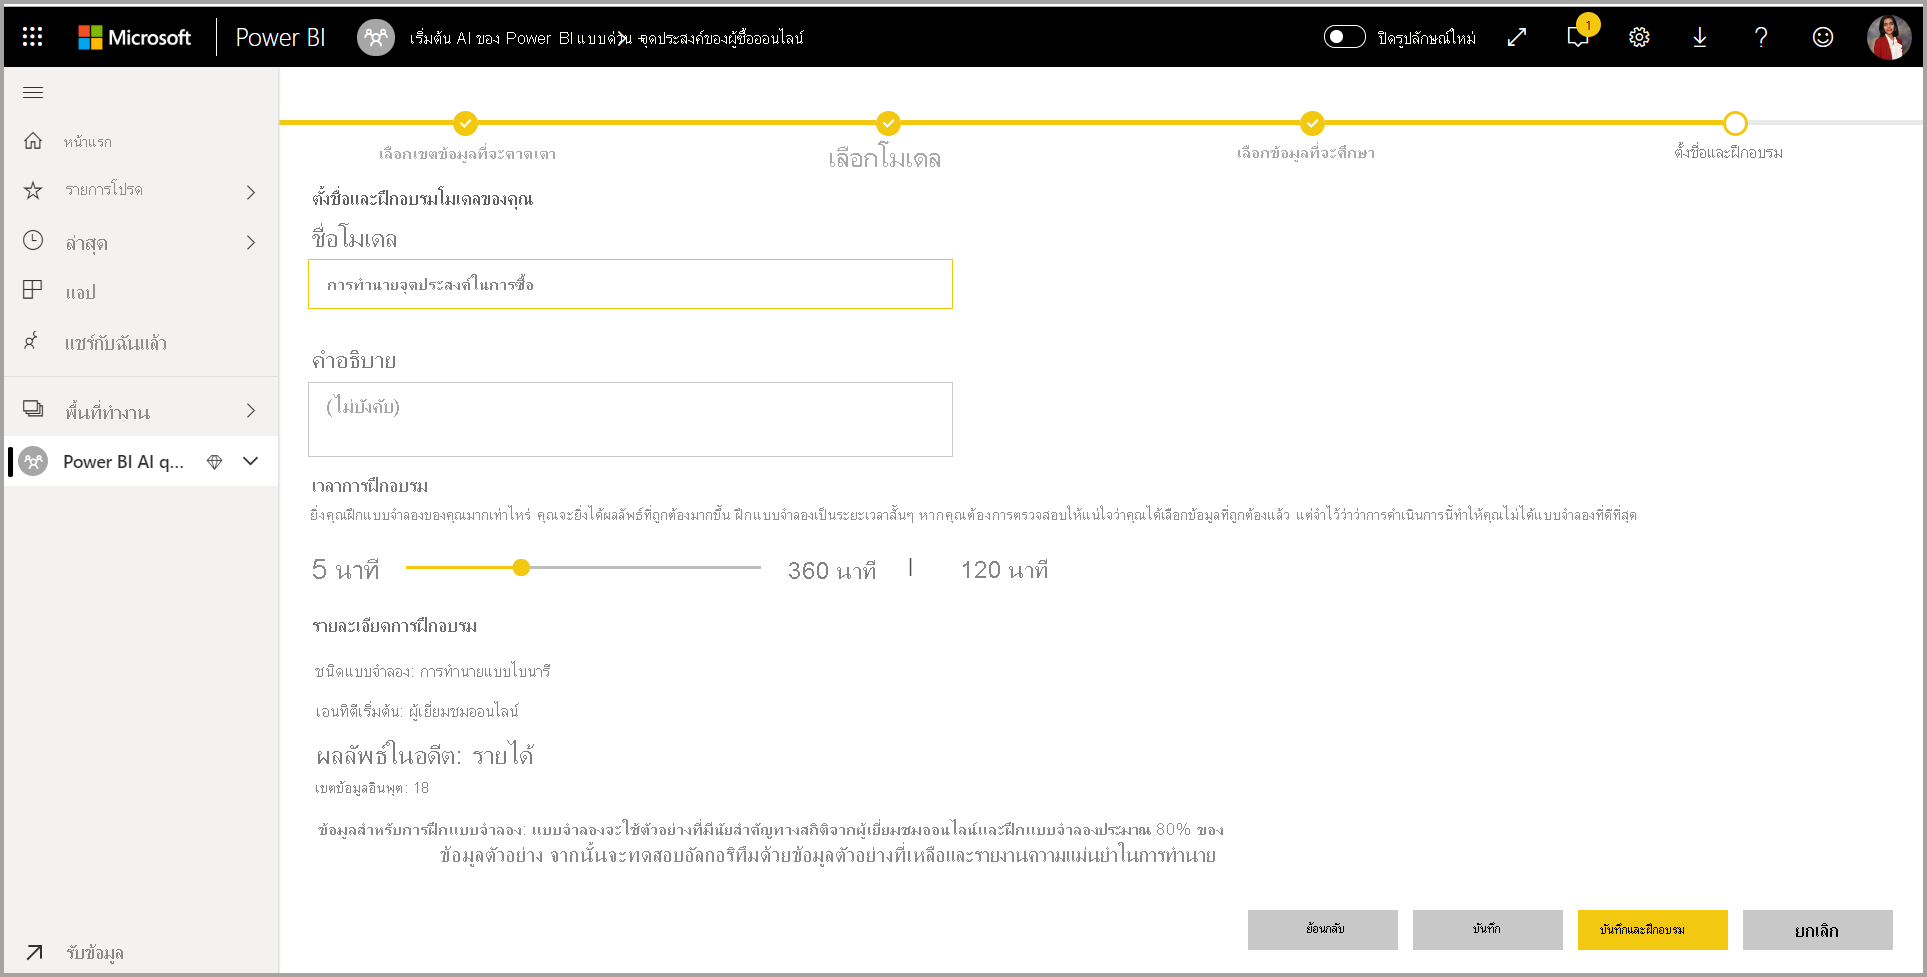 Microsoft Power BI เริ่มต้น AI ของ Power BI แบบด่วน - จุดประสงค์ของผู้ซื้อออนไลน์ ปิดรูปลักษณ์ใหม่ 1 ?
หน้าแรก
รายการโปรด
ล่าสุด
แอป
แชร์กับฉันแล้ว
พื้นที่ทำงาน
Power BI AI q...
รับข้อมูล
เลือกเขตข้อมูลที่จะคาดเดา เลือกโมเดล เลือกข้อมูลที่จะศึกษา ตั้งชื่อและฝึกอบรม
ตั้งชื่อและฝึกอบรมโมเดลของคุณ
ชื่อโมเดล
การทำนายจุดประสงค์ในการซื้อ
คำอธิบาย
(ไม่บังคับ)
เวลาการฝึกอบรม
ยิ่งคุณฝึกแบบจำลองของคุณมากเท่าไหร่ คุณจะยิ่งได้ผลลัพธ์ที่ถูกต้องมากขึ้น ฝึกแบบจำลองเป็นระยะเวลาสั้นๆ หากคุณต้องการตรวจสอบให้แน่ใจว่าคุณได้เลือกข้อมูลที่ถูกต้องแล้ว แต่จำไว้ว่าว่าการดำเนินการนี้ทำให้คุณไม่ได้แบบจำลองที่ดีที่สุด
5 นาที 360 นาที | 120 นาที
รายละเอียดการฝึกอบรม
ชนิดแบบจำลอง: การทำนายแบบไบนารี
เอนทิตีเริ่มต้น: ผู้เยี่ยมชมออนไลน์
ผลลัพธ์ในอดีต: รายได้
เขตข้อมูลอินพุต: 18
ข้อมูลสำหรับการฝึกแบบจำลอง: แบบจำลองจะใช้ตัวอย่างที่มีนัยสำคัญทางสถิติจากผู้เยี่ยมชมออนไลน์และฝึกแบบจำลองประมาณ 80% ของ
ข้อมูลตัวอย่าง จากนั้นจะทดสอบอัลกอริทึมด้วยข้อมูลตัวอย่างที่เหลือและรายงานความแม่นยำในการทำนาย
ย้อนกลับ บันทึก บันทึกและฝึกอบรม ยกเลิก